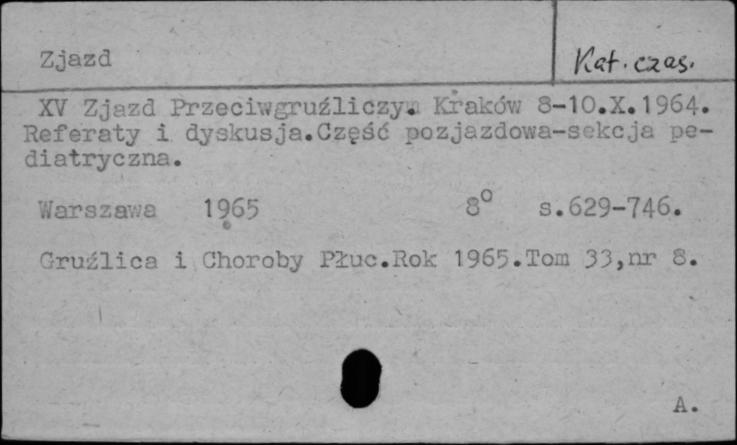 Zjazd
Kat. czas.
XV Zjazd Przeciwgruźliczym Kraków 8-10.X.1964.
Referaty i dyskusja.Część pozjazdowa-sekcja pe-
diatryczna.
Warszawa 1965 8° s.629-746.
Gruźlica i Choroby Płuc.Rok 1965.Tom 33,nr 8.
A.